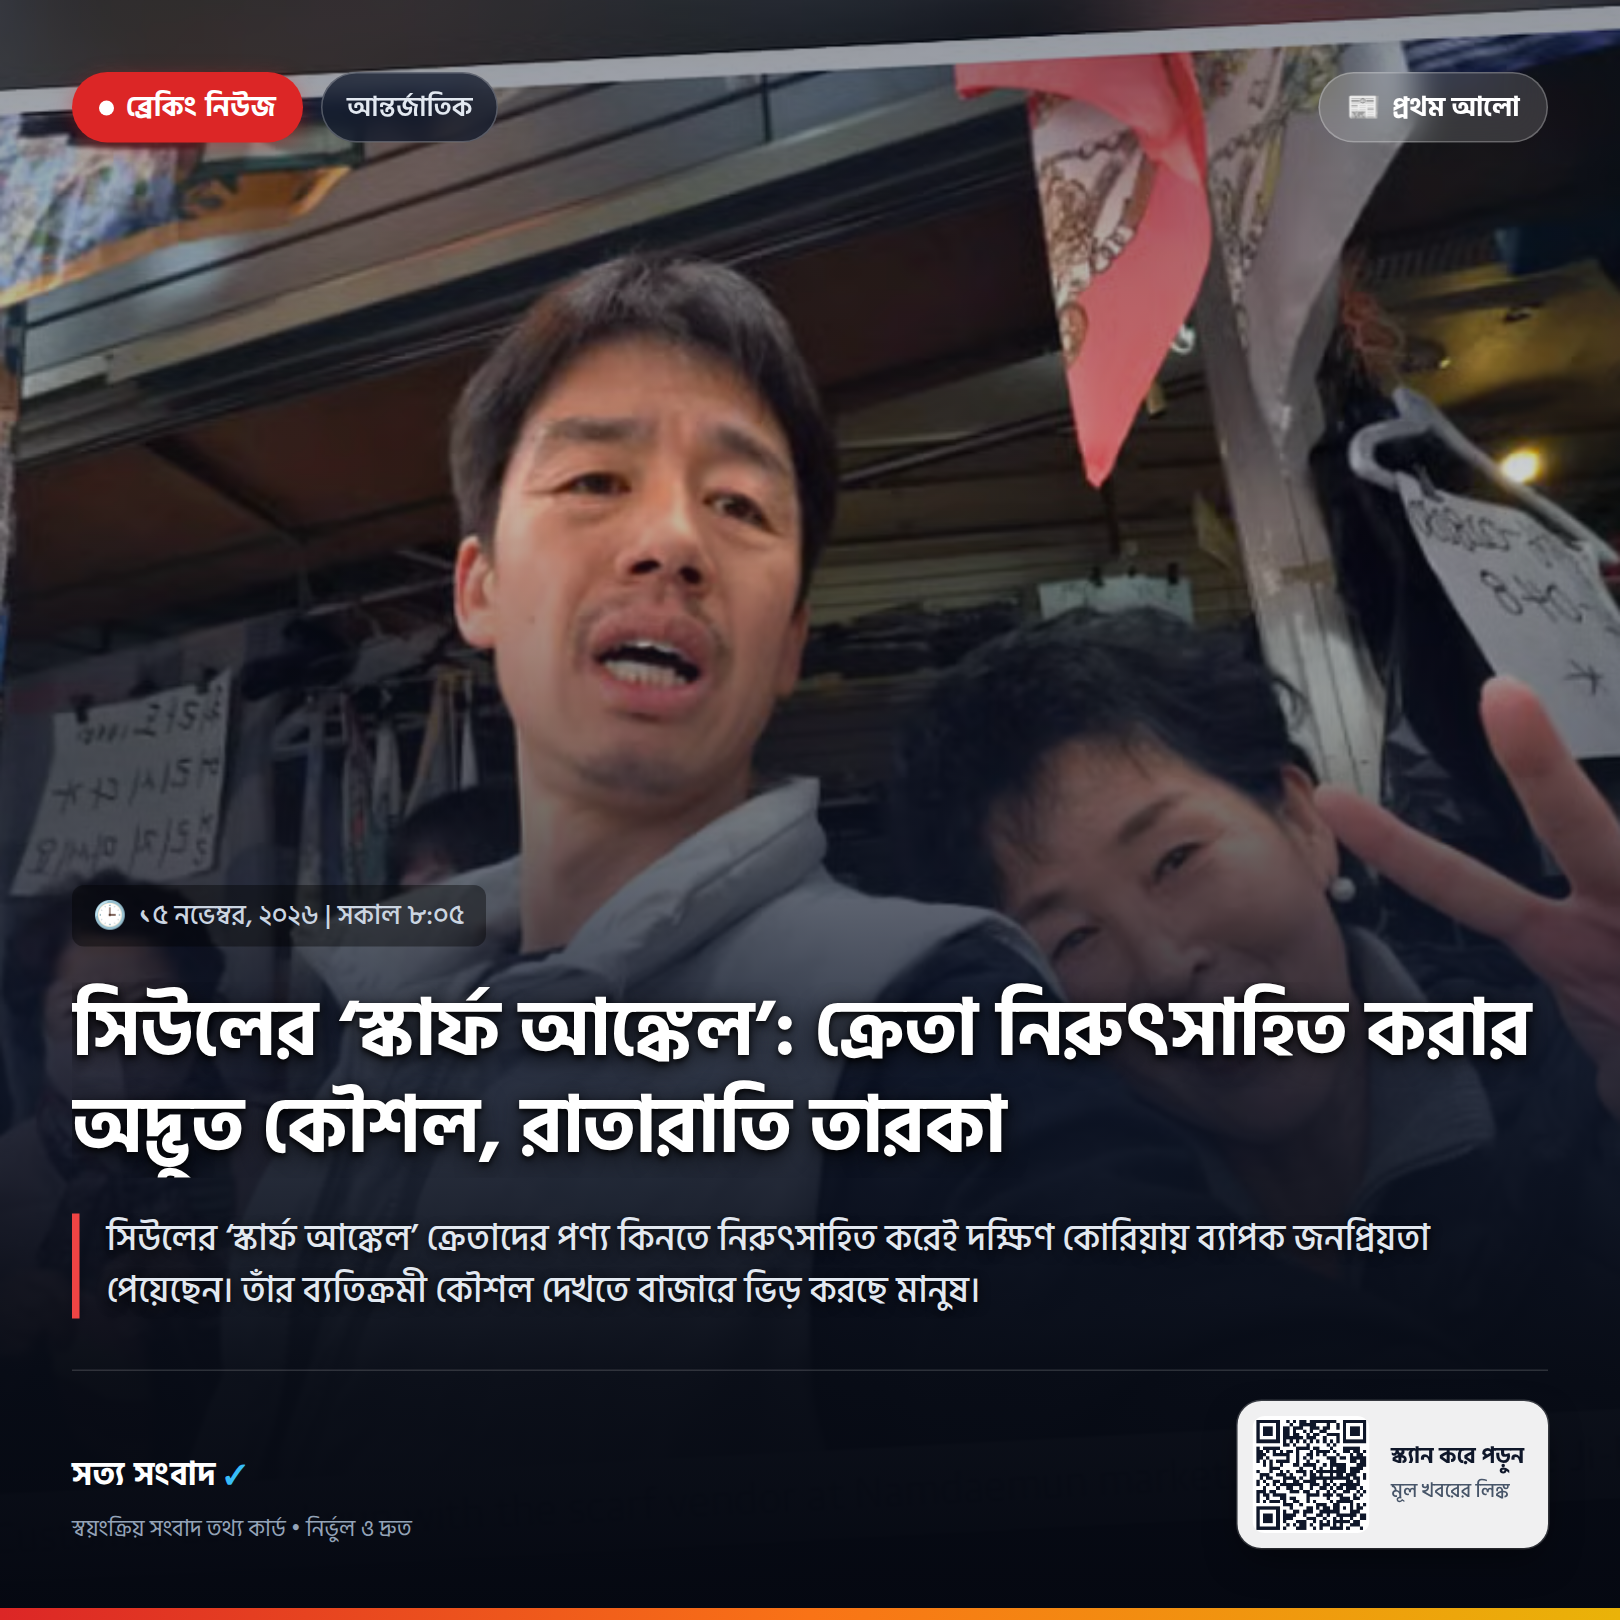 ব্রেকিং নিউজ
আন্তর্জাতিক
প্রথম আলো
১৫ নভেম্বর, ২০২৬ | সকাল ৮:০৫
সিউলের ‘স্কার্ফ আঙ্কেল’: ক্রেতা নিরুৎসাহিত করার
অদ্ভুত কৌশল, রাতারাতি তারকা
সিউলের ‘স্কার্ফ আঙ্কেল’ ক্রেতাদের পণ্য কিনতে নিরুৎসাহিত করেই দক্ষিণ কোরিয়ায় ব্যাপক জনপ্রিয়তা
পেয়েছেন। তাঁর ব্যতিক্রমী কৌশল দেখতে বাজারে ভিড় করছে মানুষ।
সত্য সংবাদ ✓
স্বয়ংক্রিয় সংবাদ তথ্য কার্ড • নির্ভুল ও দ্রুত
স্ক্যান করে পড়ুন
মূল খবরের লিঙ্ক